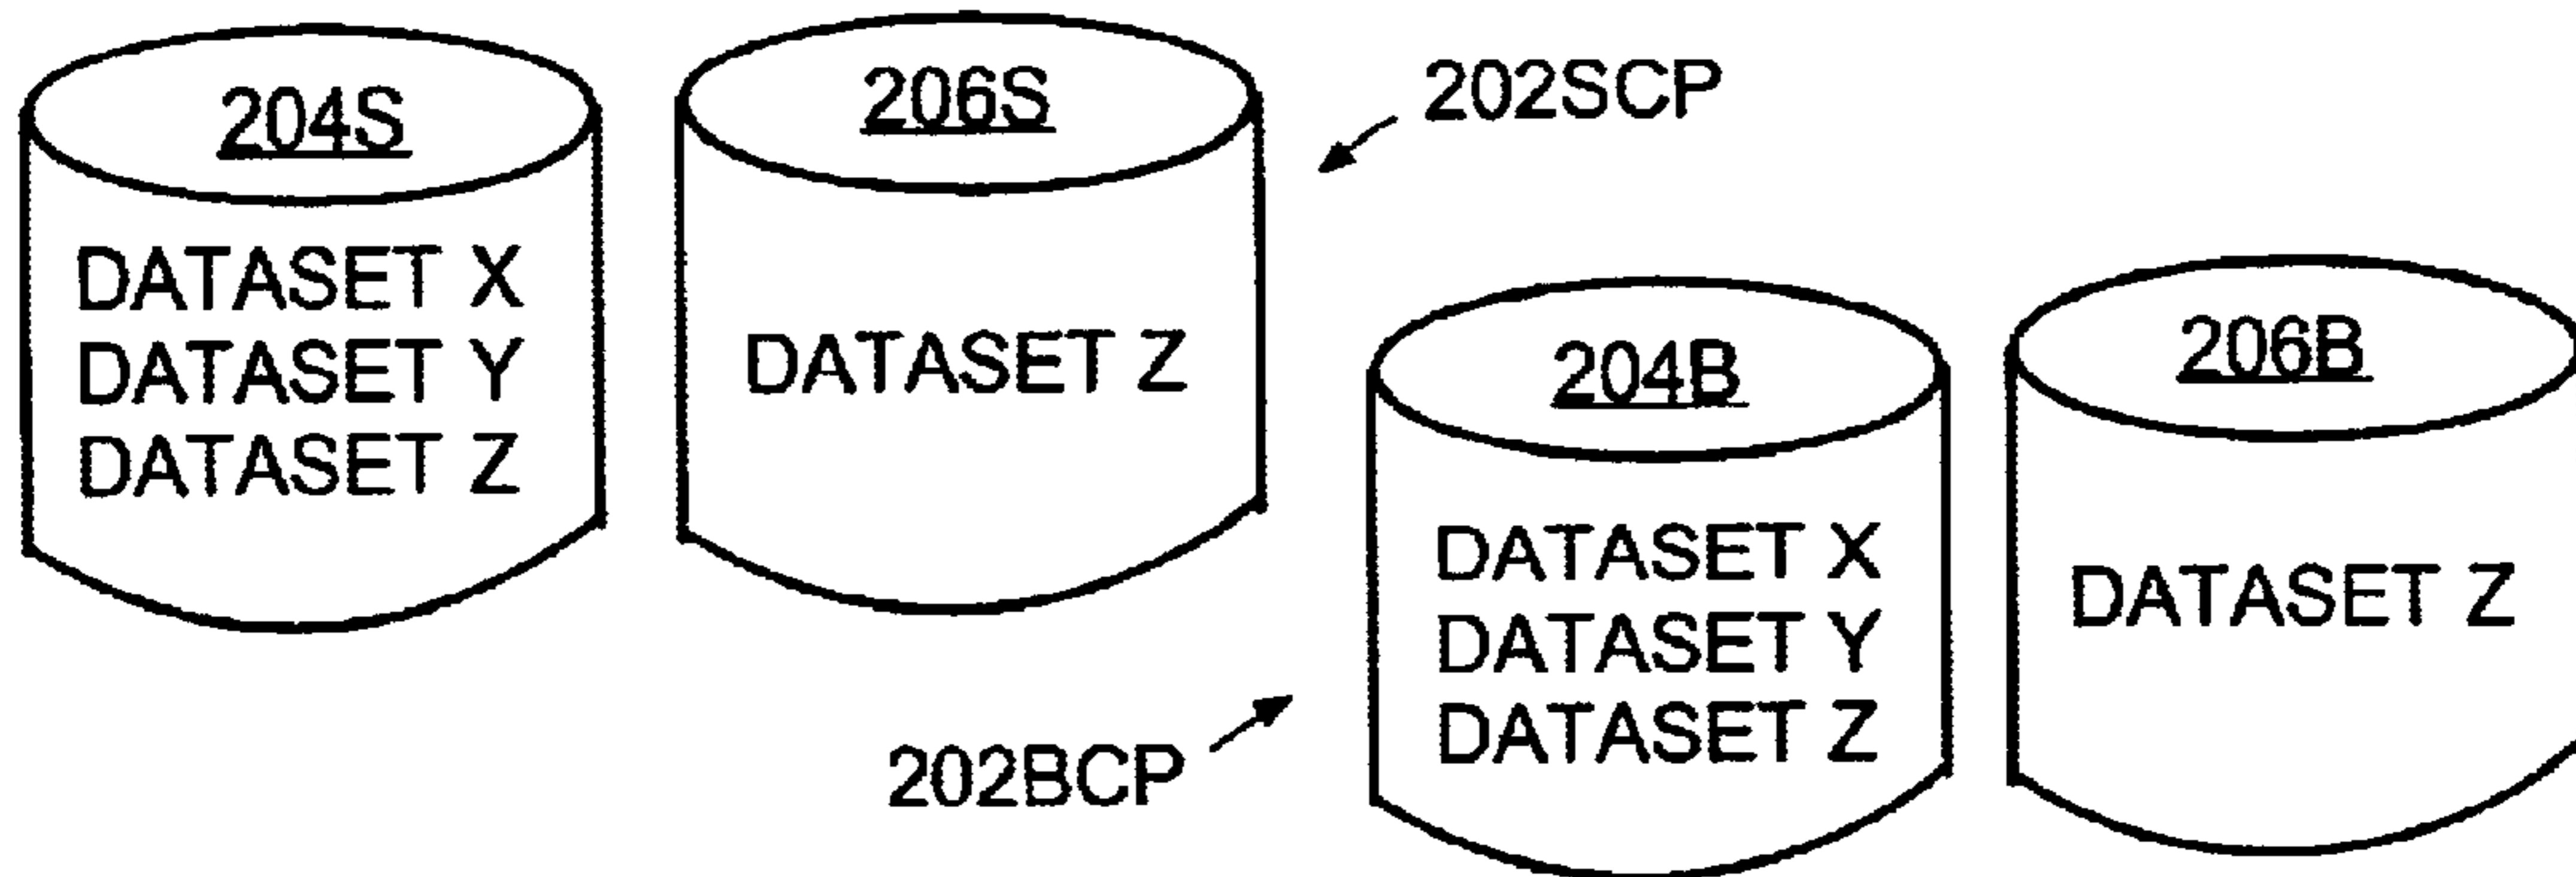 204S
DATASET X
DATASET Y
DATASET Z
206S
DATASET Z
202SCP
202BCP
204B
DATASET X
DATASET Y
DATASET Z
206B
DATASET Z